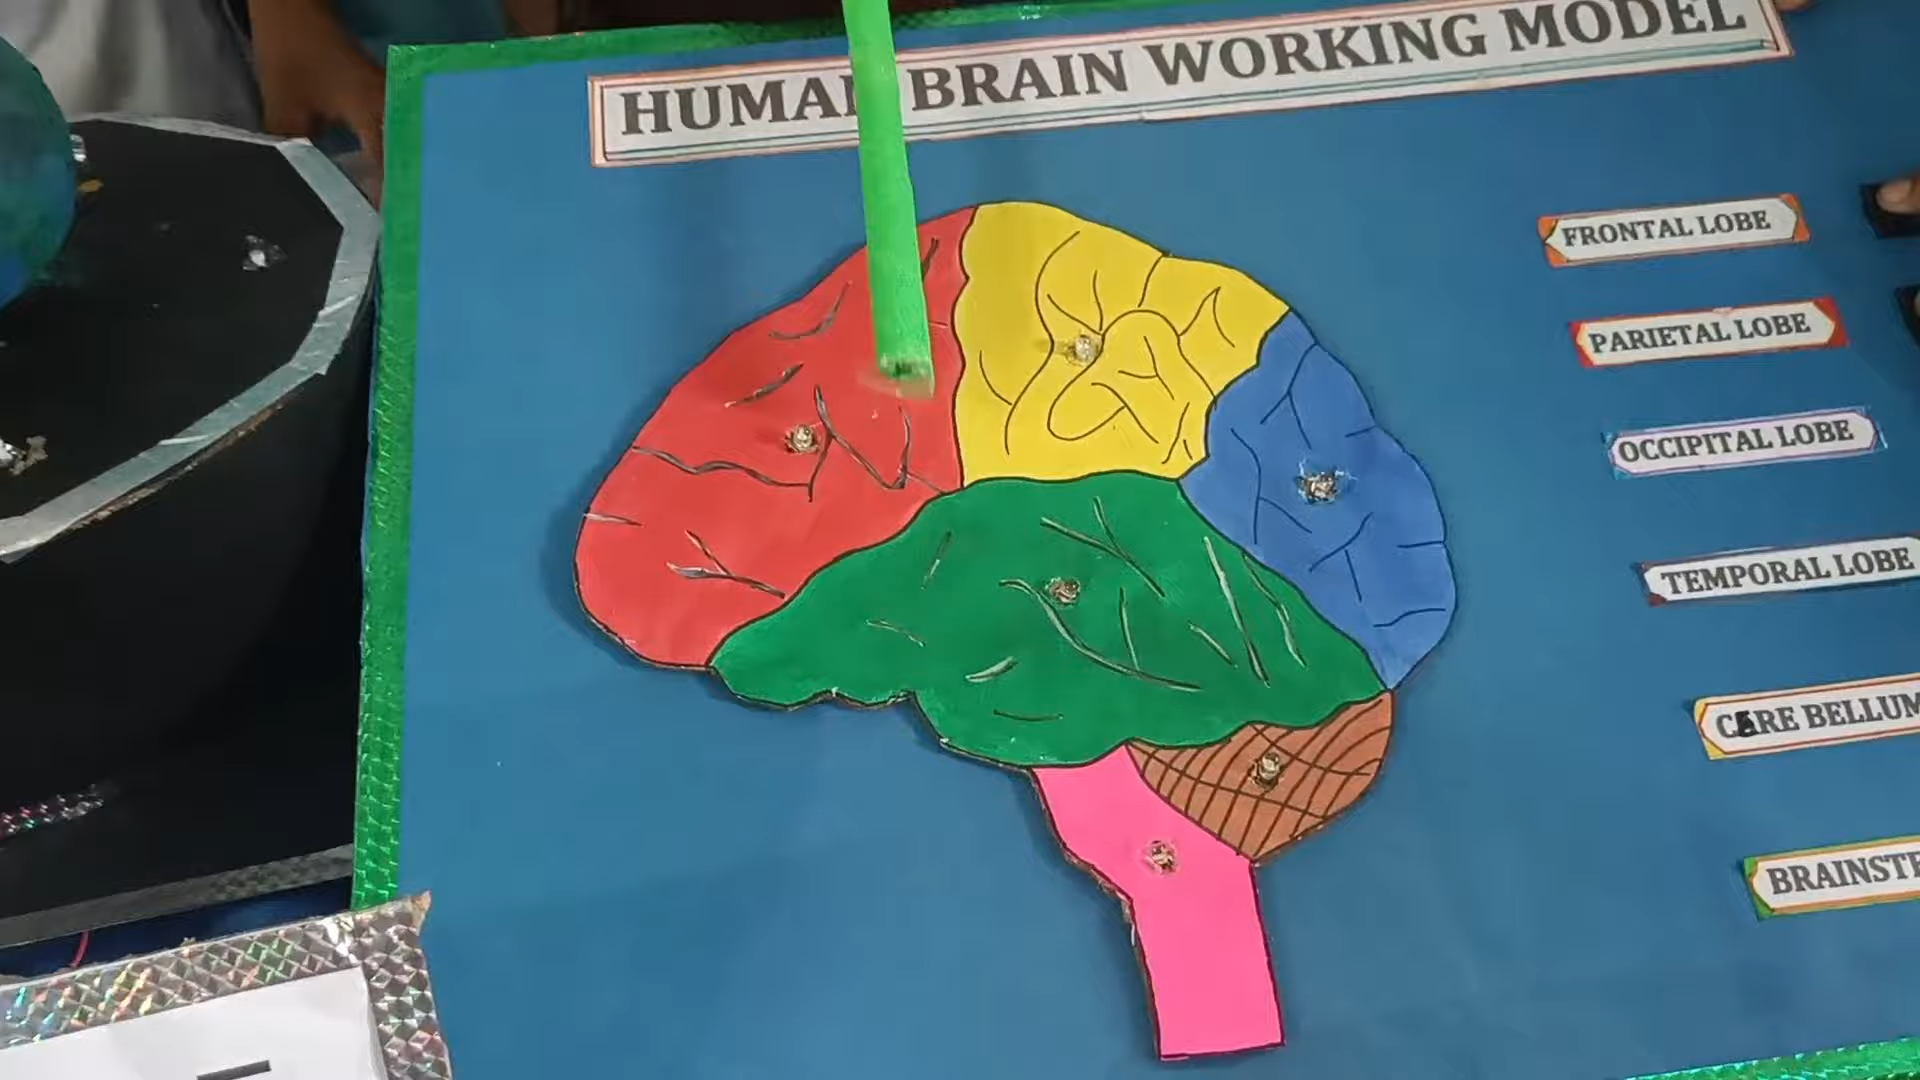 HUMAN BRAIN WORKING MODEL
FRONTAL LOBE
PARIETAL LOBE
OCCIPITAL LOBE
TEMPORAL LOBE
CERE BELLUM
BRAINSTE